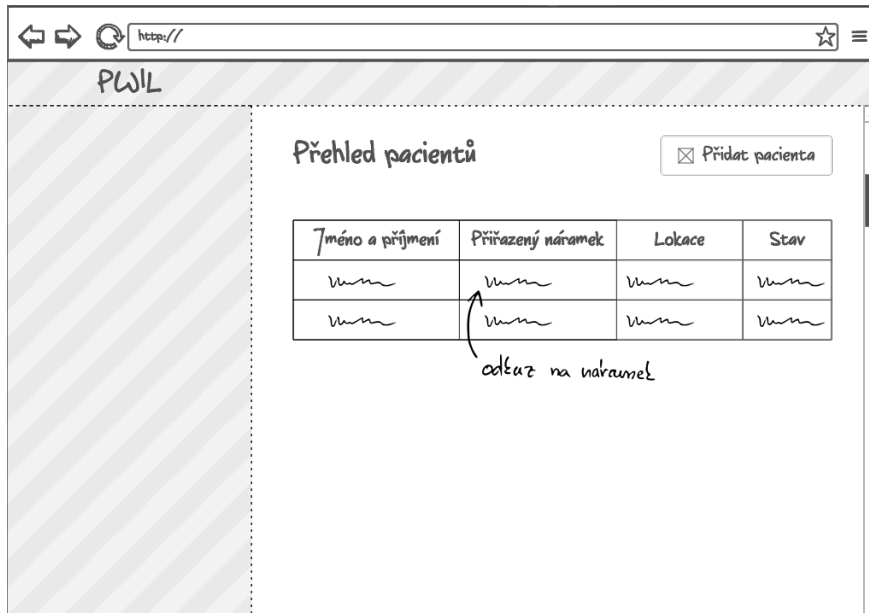 http://
PWIL
Přehled pacientů
Přidat pacienta
Jméno a příjmení Přiřazený náramek Lokace Stav
odkaz na náramek